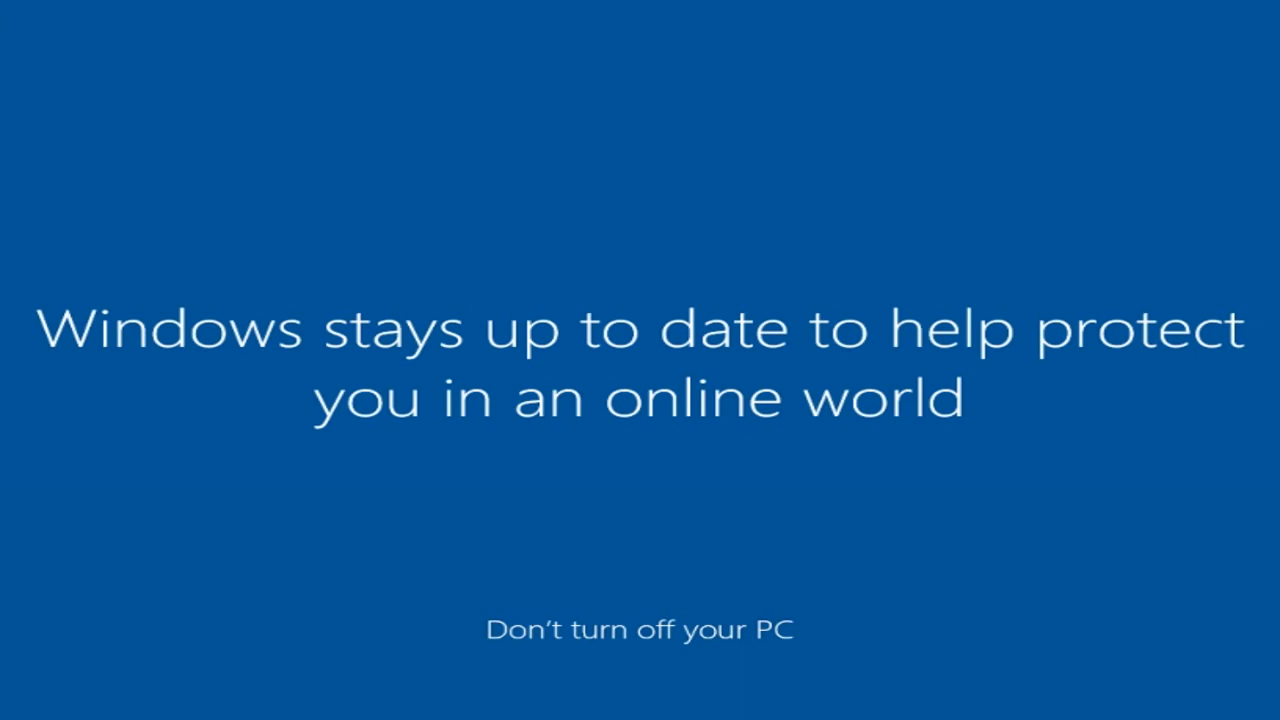 Windows stays up to date to help protect
you in an online world
Don’t turn off your PC